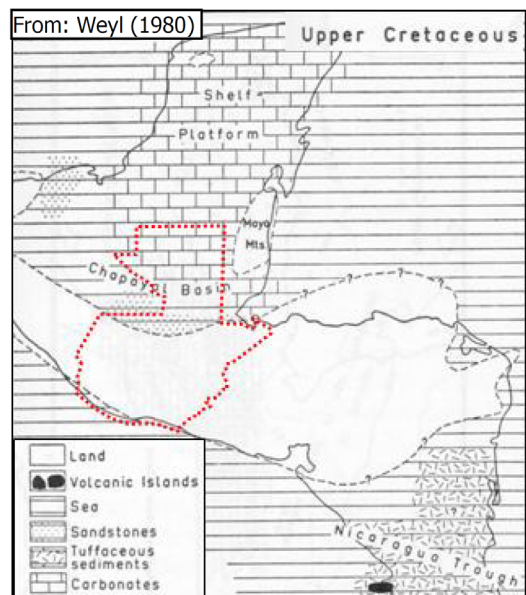 From: Weyl (1980)
Upper Cretaceous
Shelf
Platform
Maya
Mts.
Chapayal Basin
?
?
?
?
?
?
Land
Volcanic Islands
Sea
Sandstones
Tuffaceous
sediments
Carbonates
Nicaragua Trough